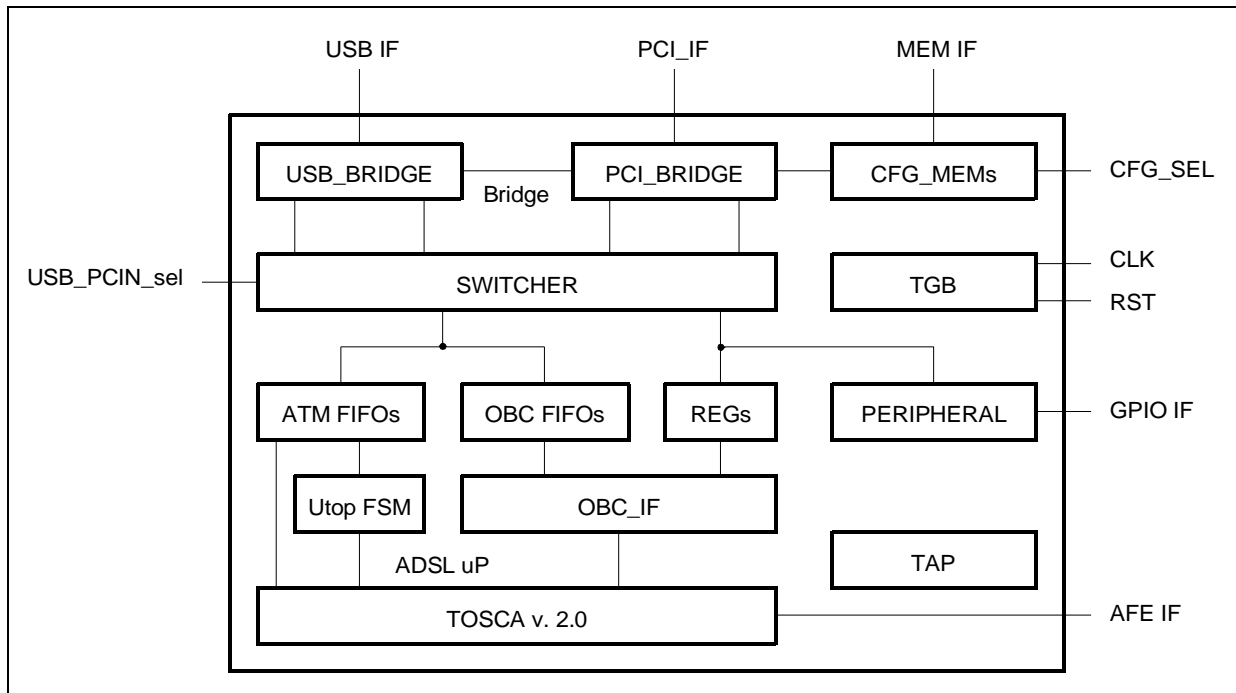 USB IF
PCI_IF
MEM IF
USB_BRIDGE
PCI_BRIDGE
CFG_MEMs
CFG_SEL
Bridge
USB_PCIN_sel
SWITCHER
TGB
CLK
RST
ATM FIFOs
OBC FIFOs
REGs
PERIPHERAL
GPIO IF
Utop FSM
OBC_IF
ADSL uP
TAP
TOSCA v. 2.0
AFE IF